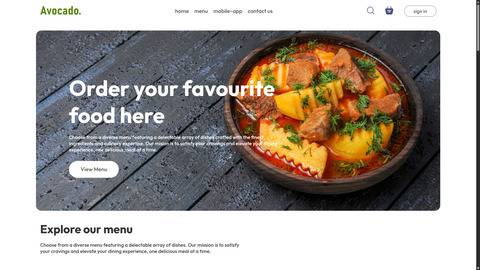 Avocado.
home menu mobile-app contact us
sign in
Order your favourite
food here
Choose from a diverse menu featuring a delectable array of dishes crafted with the finest
ingredients and culinary expertise. Our mision is to satisfy your cravings and elevate your dining
experience, one delicious meal at a time.
View Menu
Explore our menu
Choose from a diverse menu featuring a delectable array of dishes. Our mission is to satisfy
your cravings and elevate your dining experience, one delicious meal at a time.